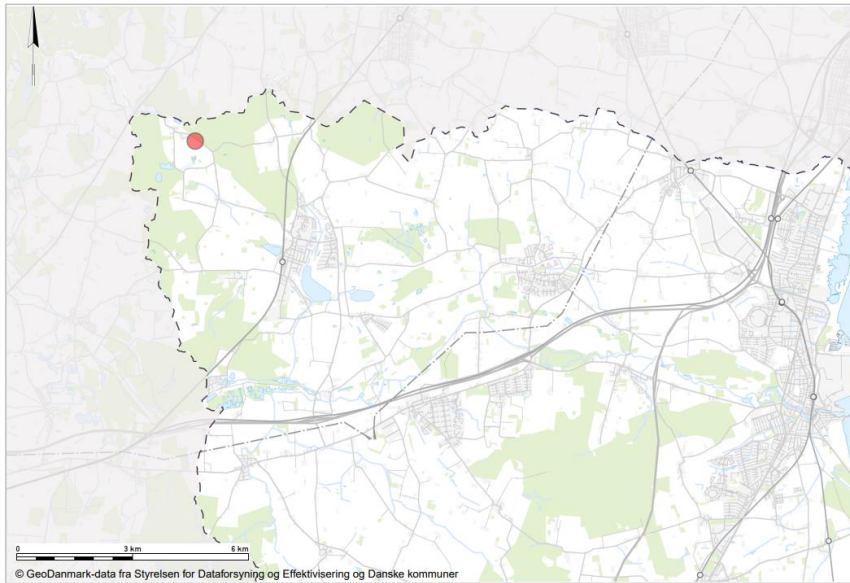 0 3 km 6 km
© GeoDanmark-data fra Styrelsen for Dataforsyning og Effektivisering og Danske kommuner